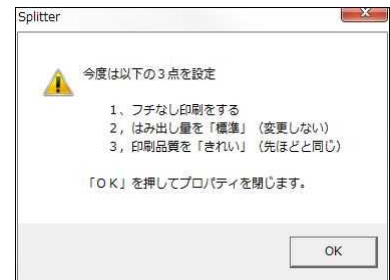 Splitter
今度は以下の３点を設定
１、フチなし印刷をする
２，はみ出し量を「標準」（変更しない）
３，印刷品質を「きれい」（先ほどと同じ）
「ＯＫ」を押してプロパティを閉じます。
OK